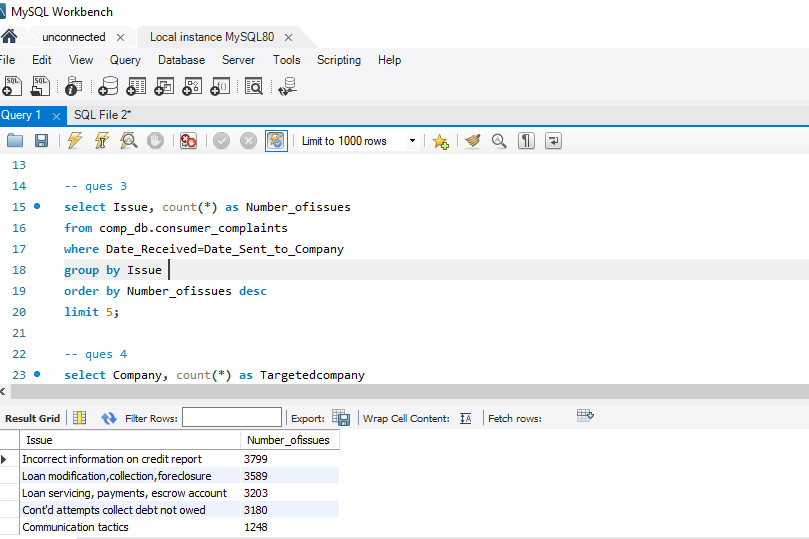 MySQL Workbench
unconnected Local instance MySQL80
File Edit View Query Database Server Tools Scripting Help
Query 1 SQL File 2*
Limit to 1000 rows
13
14 -- ques 3
15 select Issue, count(*) as Number_ofissues
16 from comp_db.consumer_complaints
17 where Date_Received=Date_Sent_to_Company
18 group by Issue
19 order by Number_ofissues desc
20 limit 5;
21
22 -- ques 4
23 select Company, count(*) as Targetedcompany
Result Grid Filter Rows: Export: Wrap Cell Content: Fetch rows:
Issue Number_ofissues
Incorrect information on credit report 3799
Loan modification,collection,foreclosure 3589
Loan servicing, payments, escrow account 3203
Cont'd attempts collect debt not owed 3180
Communication tactics 1248